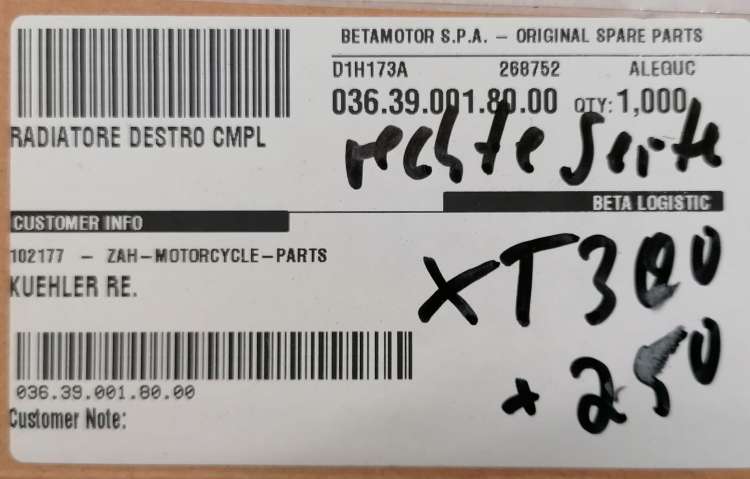 BETAMOTOR S.P.A. – ORIGINAL SPARE PARTS
D1H173A 268752 ALEQUC
036.39.001.80.00 QTY: 1,000
RADIATORE DESTRO CMPL
rechte Seite
BETA LOGISTIC
CUSTOMER INFO
102177 – ZAH-MOTORCYCLE-PARTS
KUEHLER RE.
XT300
+ 250
036.39.001.80.00
Customer Note: